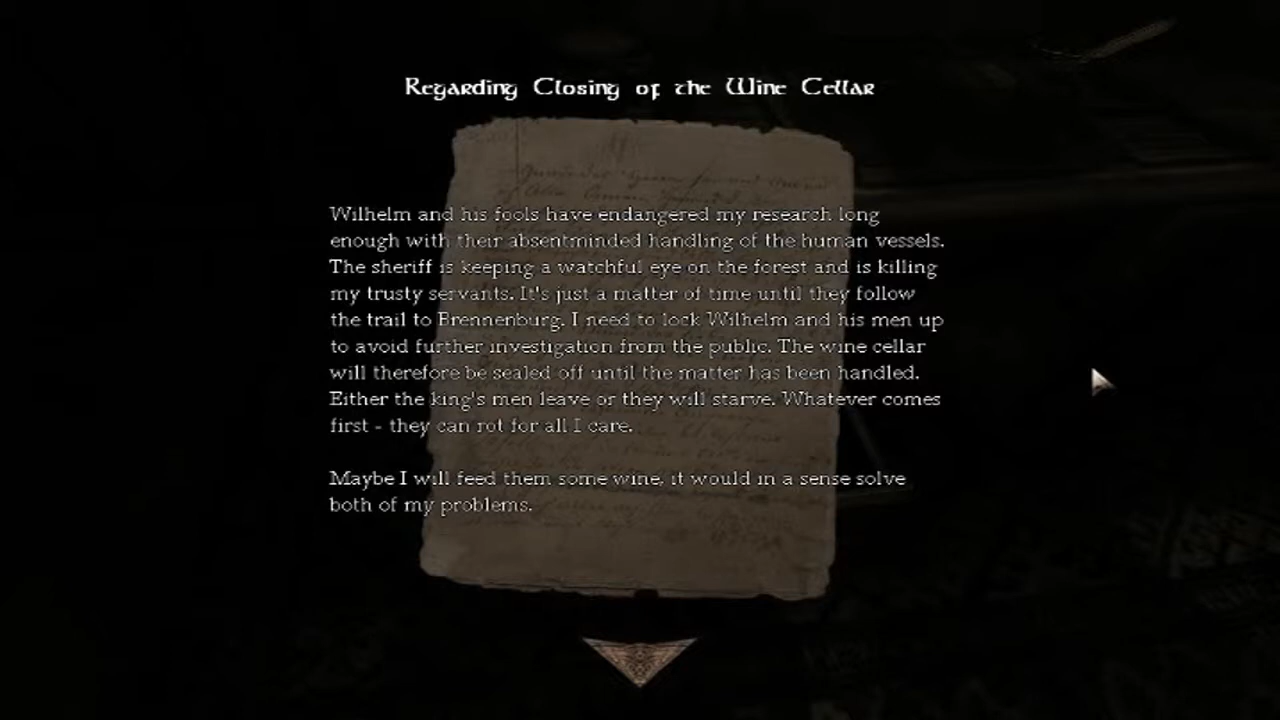 Regarding Closing of the Wine Cellar
Wilhelm and his fools have endangered my research long
enough with their absentminded handling of the human vessels.
The sheriff is keeping a watchful eye on the forest and is killing
my trusty servants. It's just a matter of time until they follow
the trail to Brennenburg. I need to lock Wilhelm and his men up
to avoid further investigation from the public. The wine cellar
will therefore be sealed off until the matter has been handled.
Either the king's men leave or they will starve. Whatever comes
first - they can rot for all I care.
Maybe I will feed them some wine, it would in a sense solve
both of my problems.